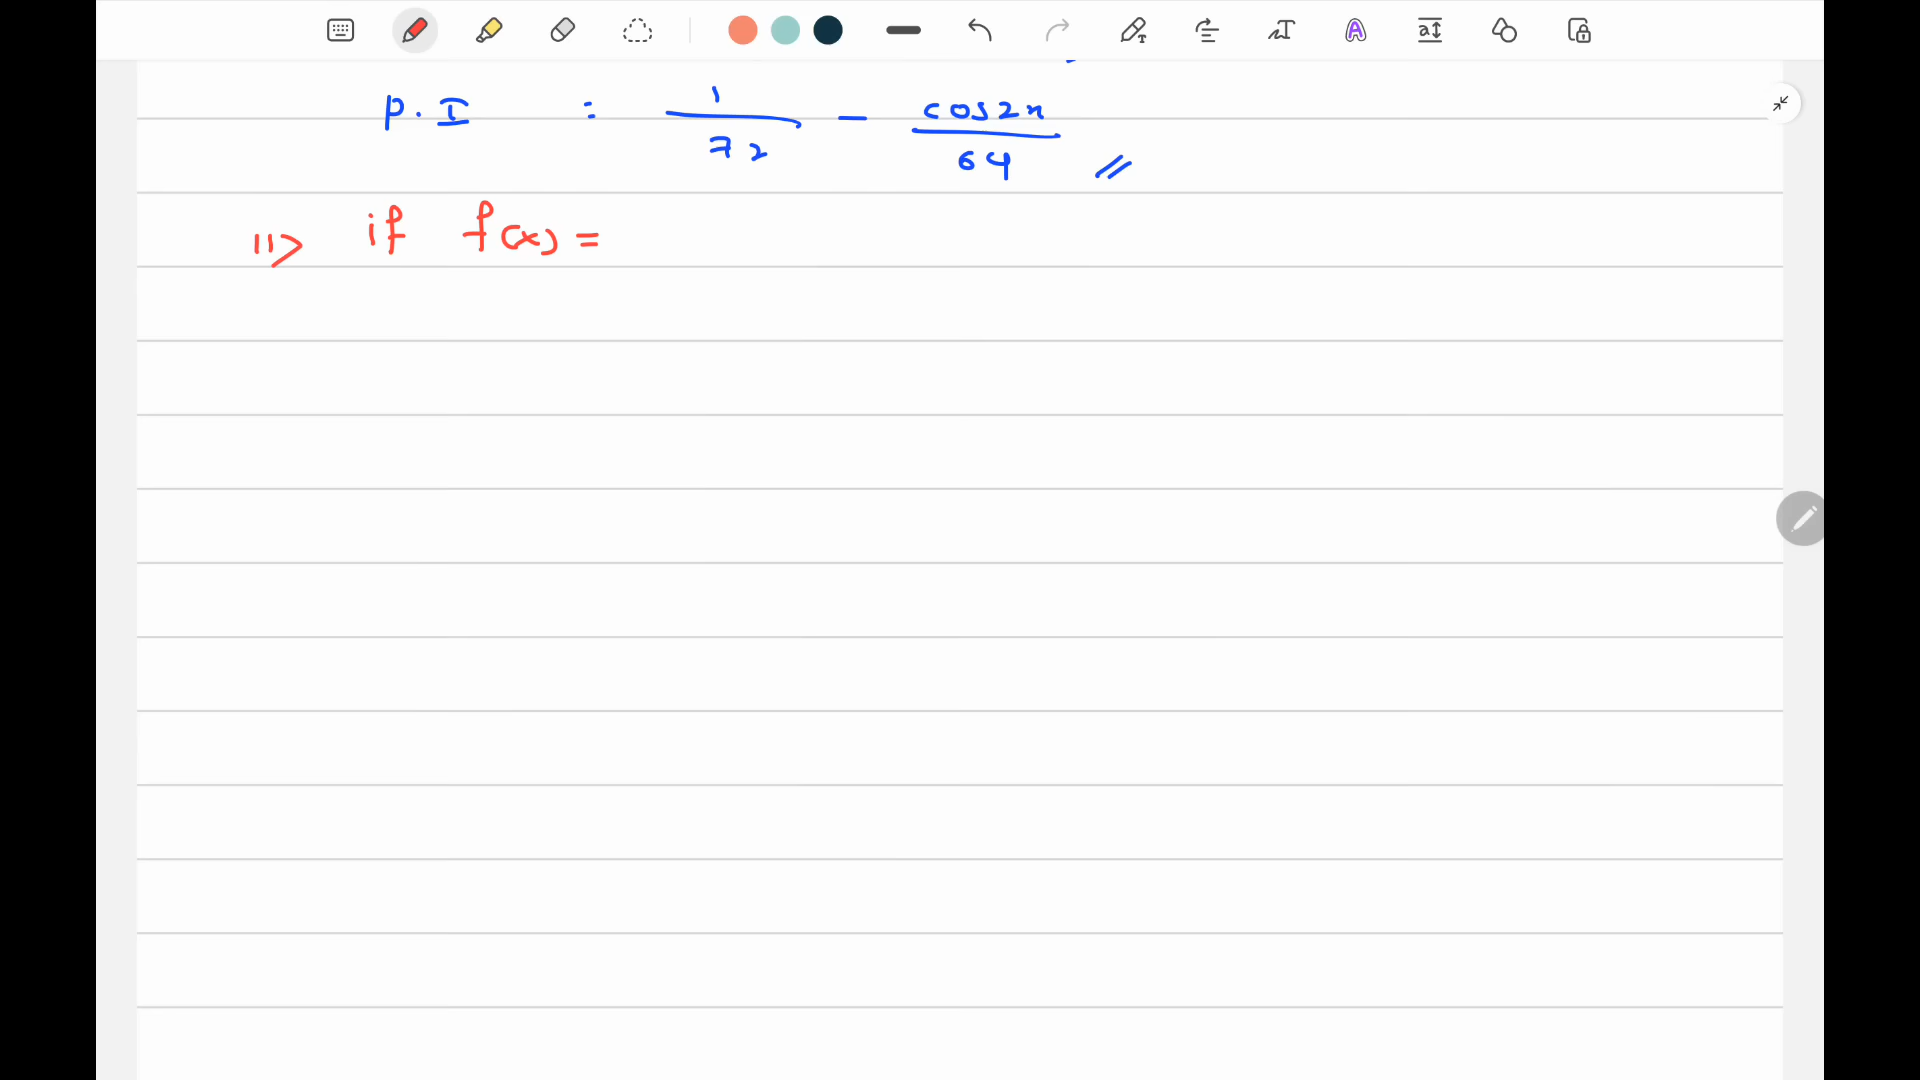 P. I : 1/72 - cos2x/64 //
11> if f(x) =